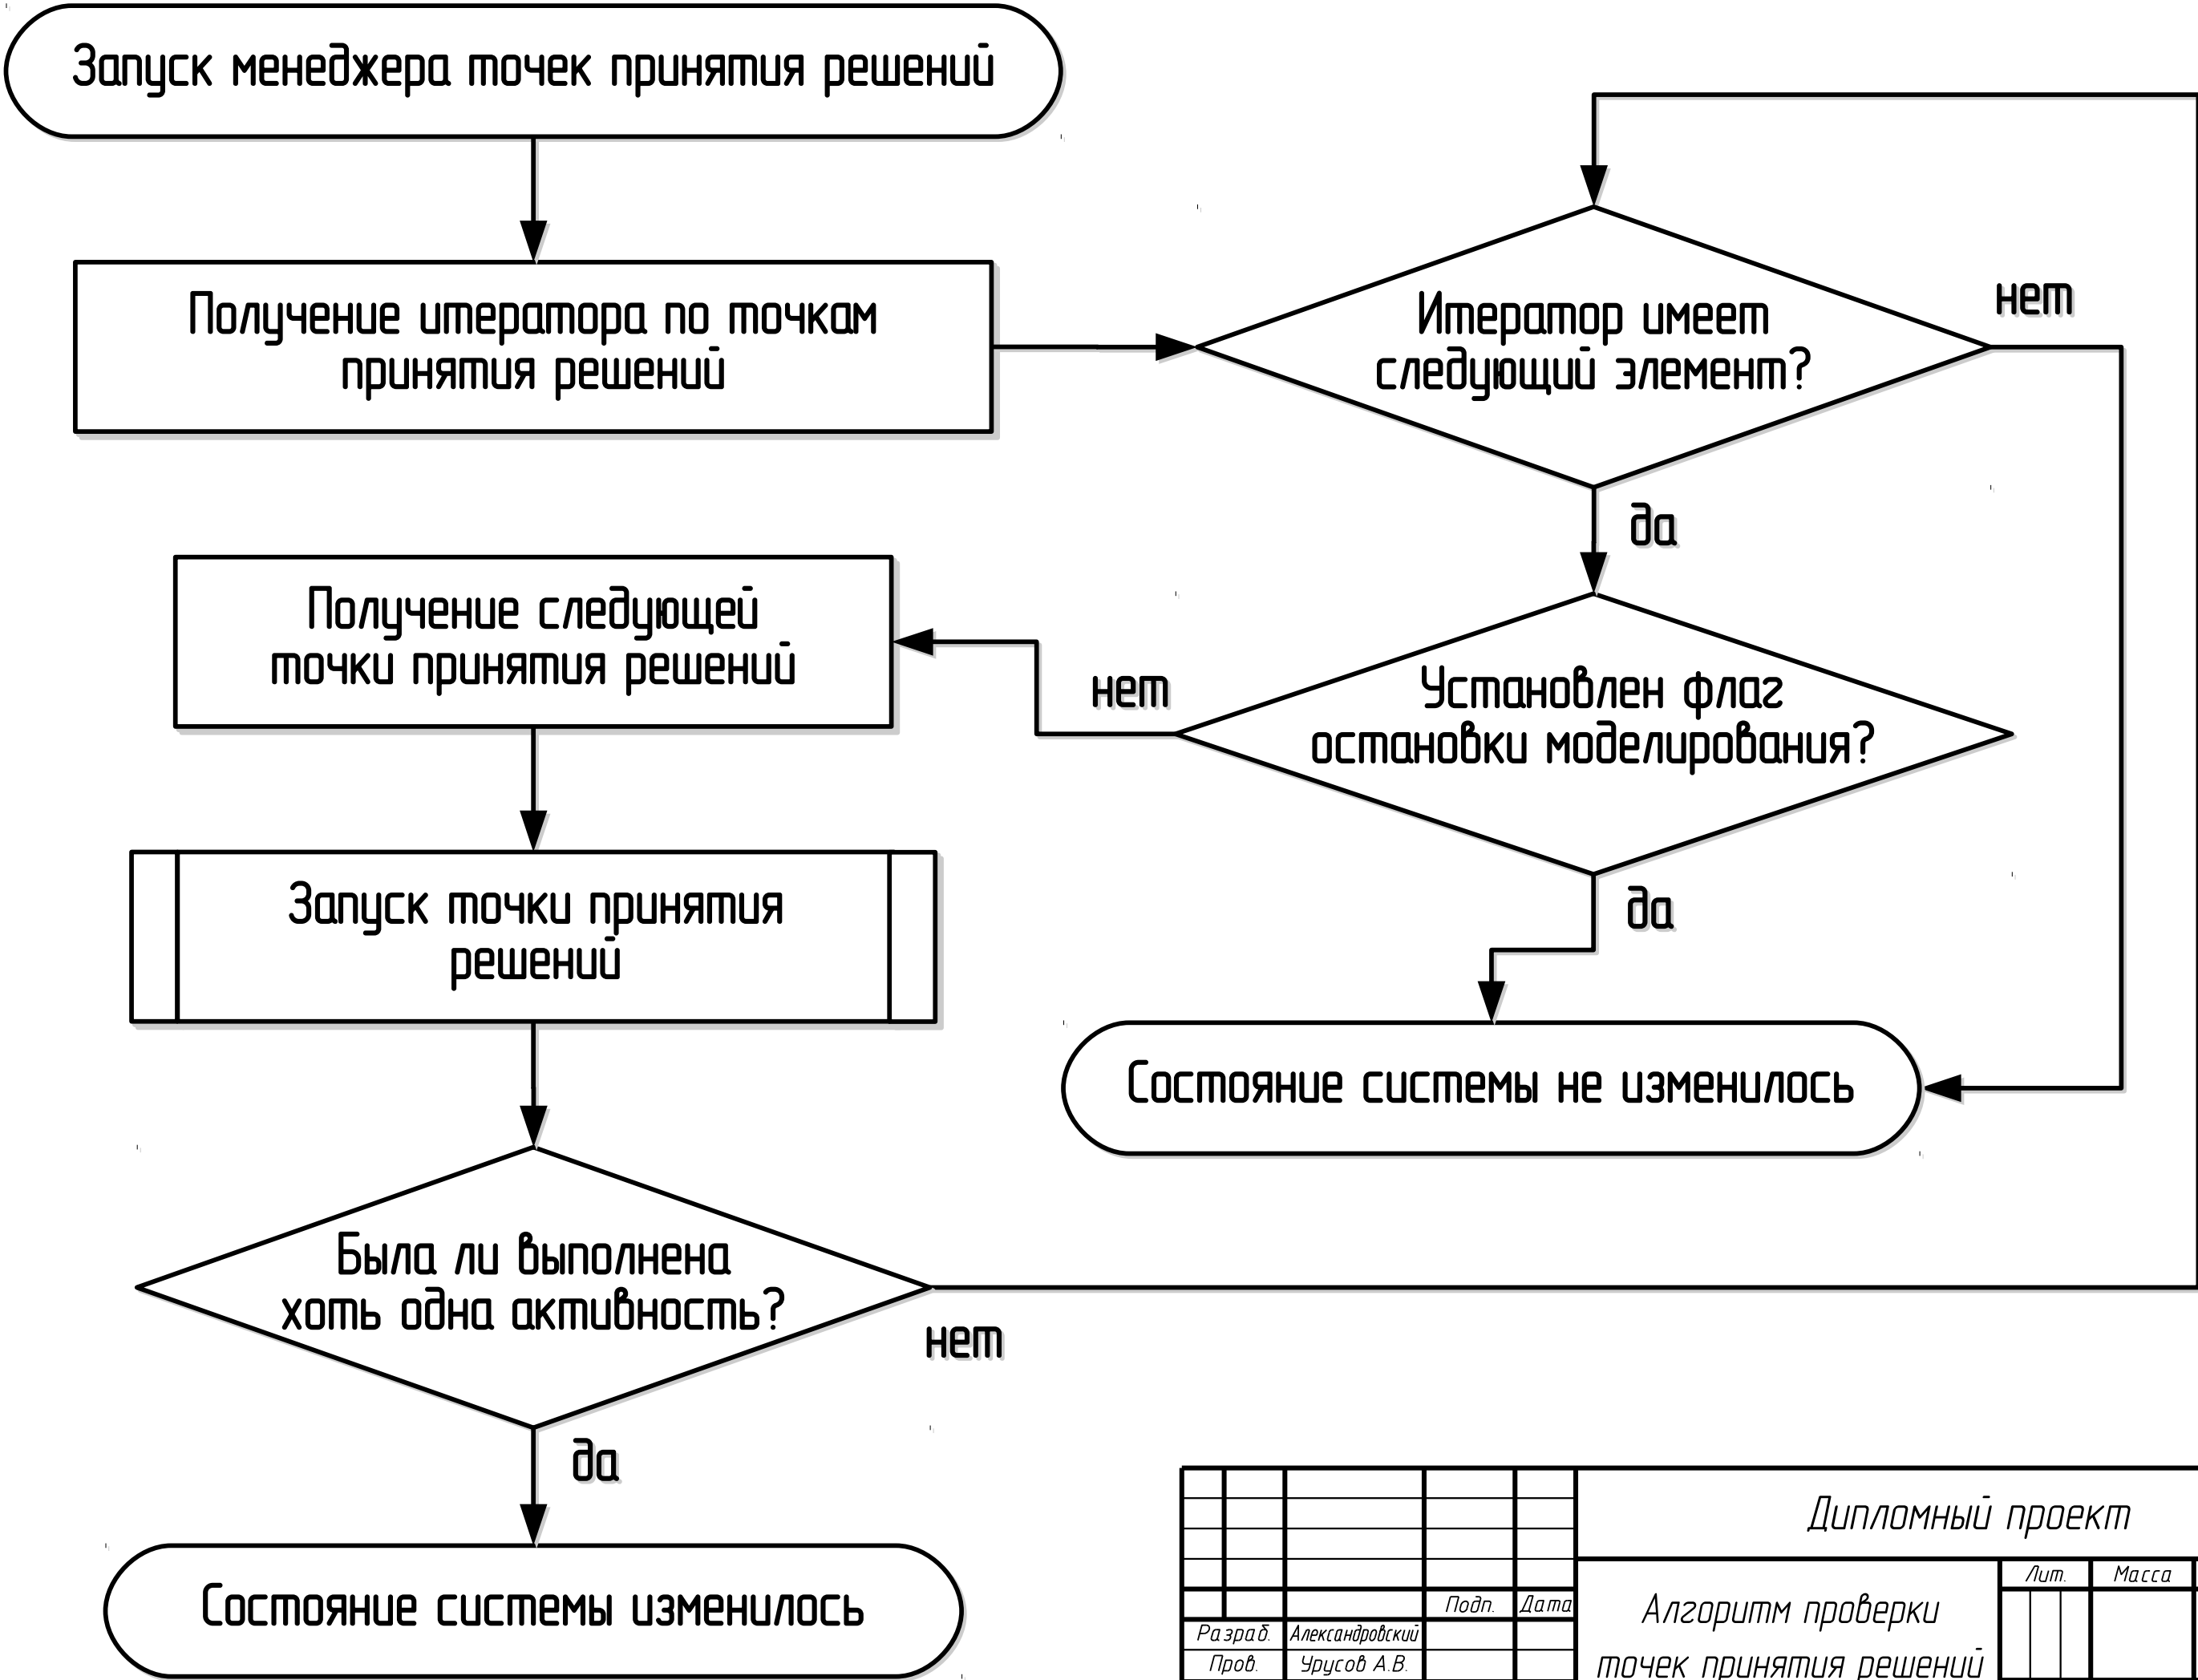 Запуск менеджера точек принятия решений
Получение итератора по точкам
принятия решений
Итератор имеет
следующий элемент?
нет
да
Получение следующей
точки принятия решений
нет
Установлен флаг
остановки моделирования?
да
Запуск точки принятия
решений
Состояние системы не изменилось
Была ли выполнена
хоть одна активность?
нет
да
Состояние системы изменилось
Дипломный проект
Лит. Масса
Алгоритм проверки
точек принятия решений
Подп. Дата
Разраб. Александровский
Пров. Урусов А.В.